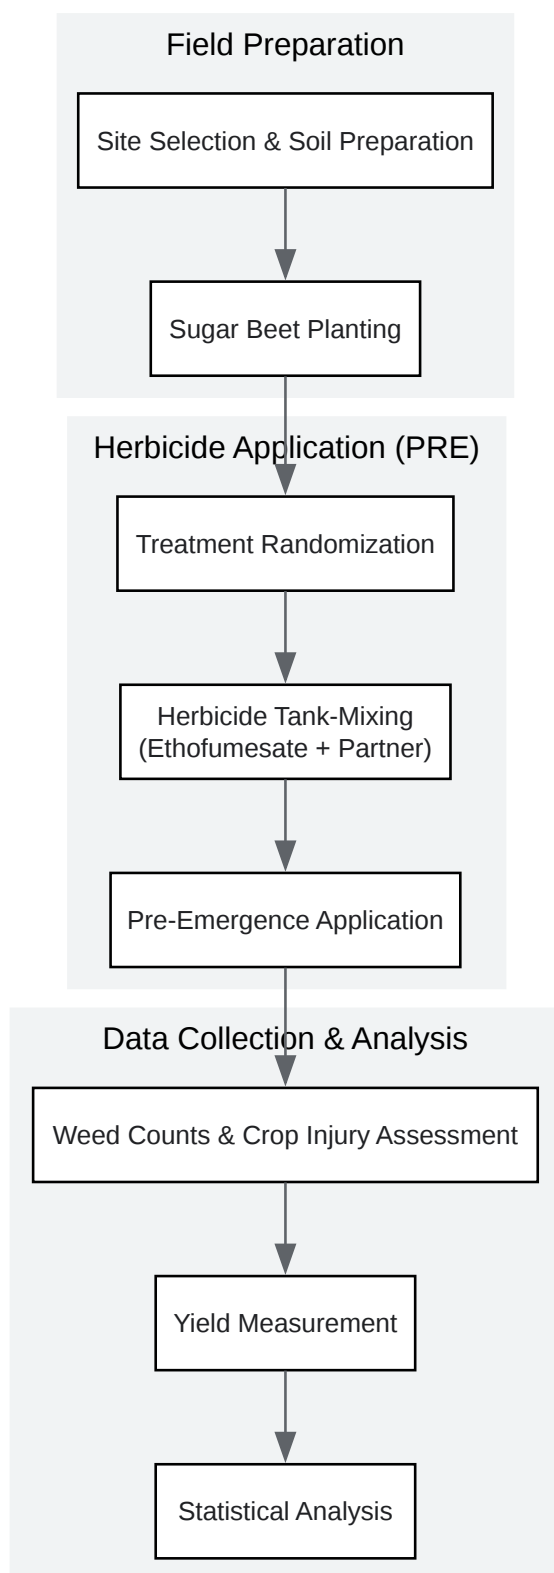 Field Preparation
Site Selection & Soil Preparation
Sugar Beet Planting
Herbicide Application (PRE)
Treatment Randomization
Herbicide Tank-Mixing
(Ethofumesate + Partner)
Pre-Emergence Application
Data Collection & Analysis
Weed Counts & Crop Injury Assessment
Yield Measurement
Statistical Analysis